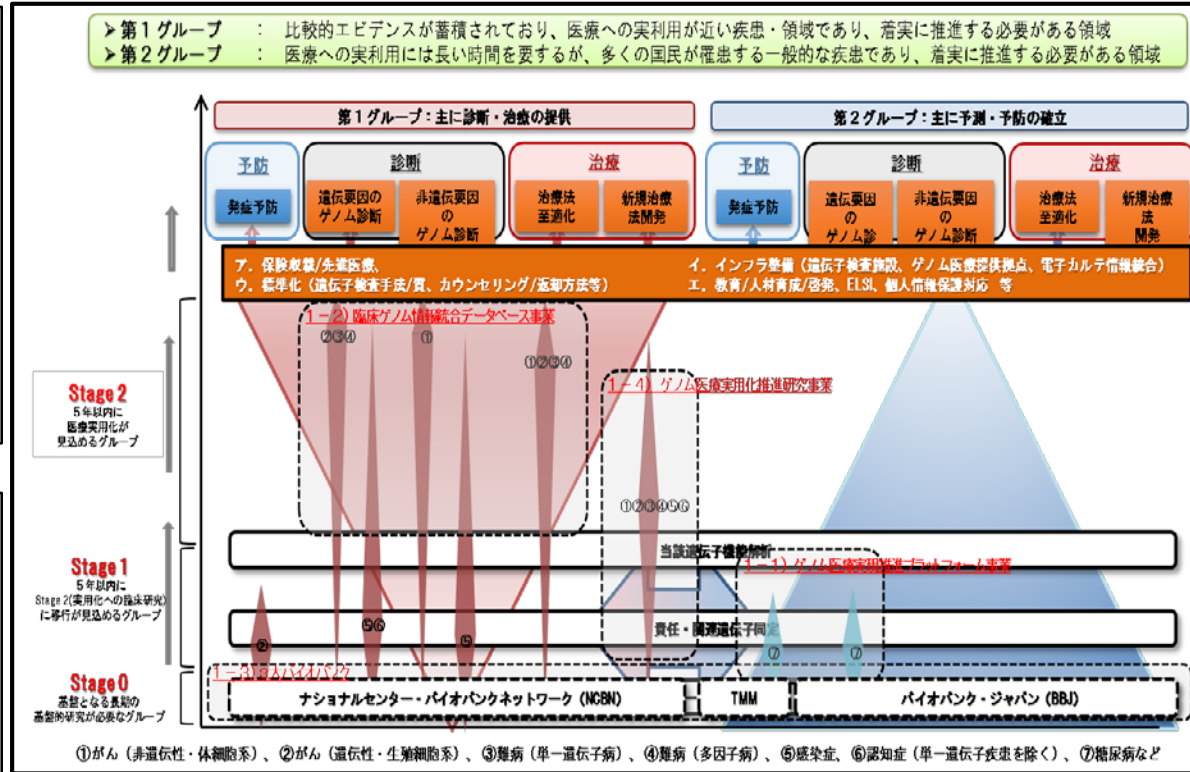 ➤第1グループ ： 比較的エビデンスが蓄積されており、医療への実利用が近い疾患・領域であり、着実に推進する必要がある領域
➤第2グループ ： 医療への実利用には長い時間を要するが、多くの国民が罹患する一般的な疾患であり、着実に推進する必要がある領域
第1グループ：主に診断・治療の提供
第2グループ：主に予測・予防の確立
予防
診断
治療
予防
診断
治療
発症予防
遺伝要因の
ゲノム診断
非遺伝要因
の
ゲノム診断
治療法
至適化
新規治療
法開発
発症予防
遺伝要因
の
ゲノム診
非遺伝要因
の
ゲノム診断
治療法
至適化
新規治療
法
開発
ア．保険収載/先進医療、
イ．インフラ整備（遺伝子検査施設、ゲノム医療提供拠点、電子カルテ情報統合）
ウ．標準化（遺伝子検査手法/質、カウンセリング/返却方法等）
エ．教育/人材育成/啓発、ELSI、個人情報保護対応 等
1－2）臨床ゲノム情報統合データベース事業
②③④
①
①②③④
1－4）ゲノム医療実用化推進研究事業
Stage 2
5年以内に
医療実用化が
見込めるグループ
①②③④⑤⑥
当該遺伝子機能解析
1－1）ゲノム医療実用推進プラットフォーム事業
Stage 1
5年以内に
Stage 2(実用化への臨床研究)
に移行が見込めるグループ
⑤⑥
⑤
②
責任・関連遺伝子同定
⑦
⑦
1－3）3大バイオバンク
Stage 0
基盤となる長期の
基盤的研究が必要なグループ
ナショナルセンター・バイオバンクネットワーク（NCBN）
TMM
バイオバンク・ジャパン（BBJ）
①がん（非遺伝性・体細胞系）、②がん（遺伝性・生殖細胞系）、③難病（単一遺伝子病）、④難病（多因子病）、⑤感染症、⑥認知症（単一遺伝子疾患を除く）、⑦糖尿病など